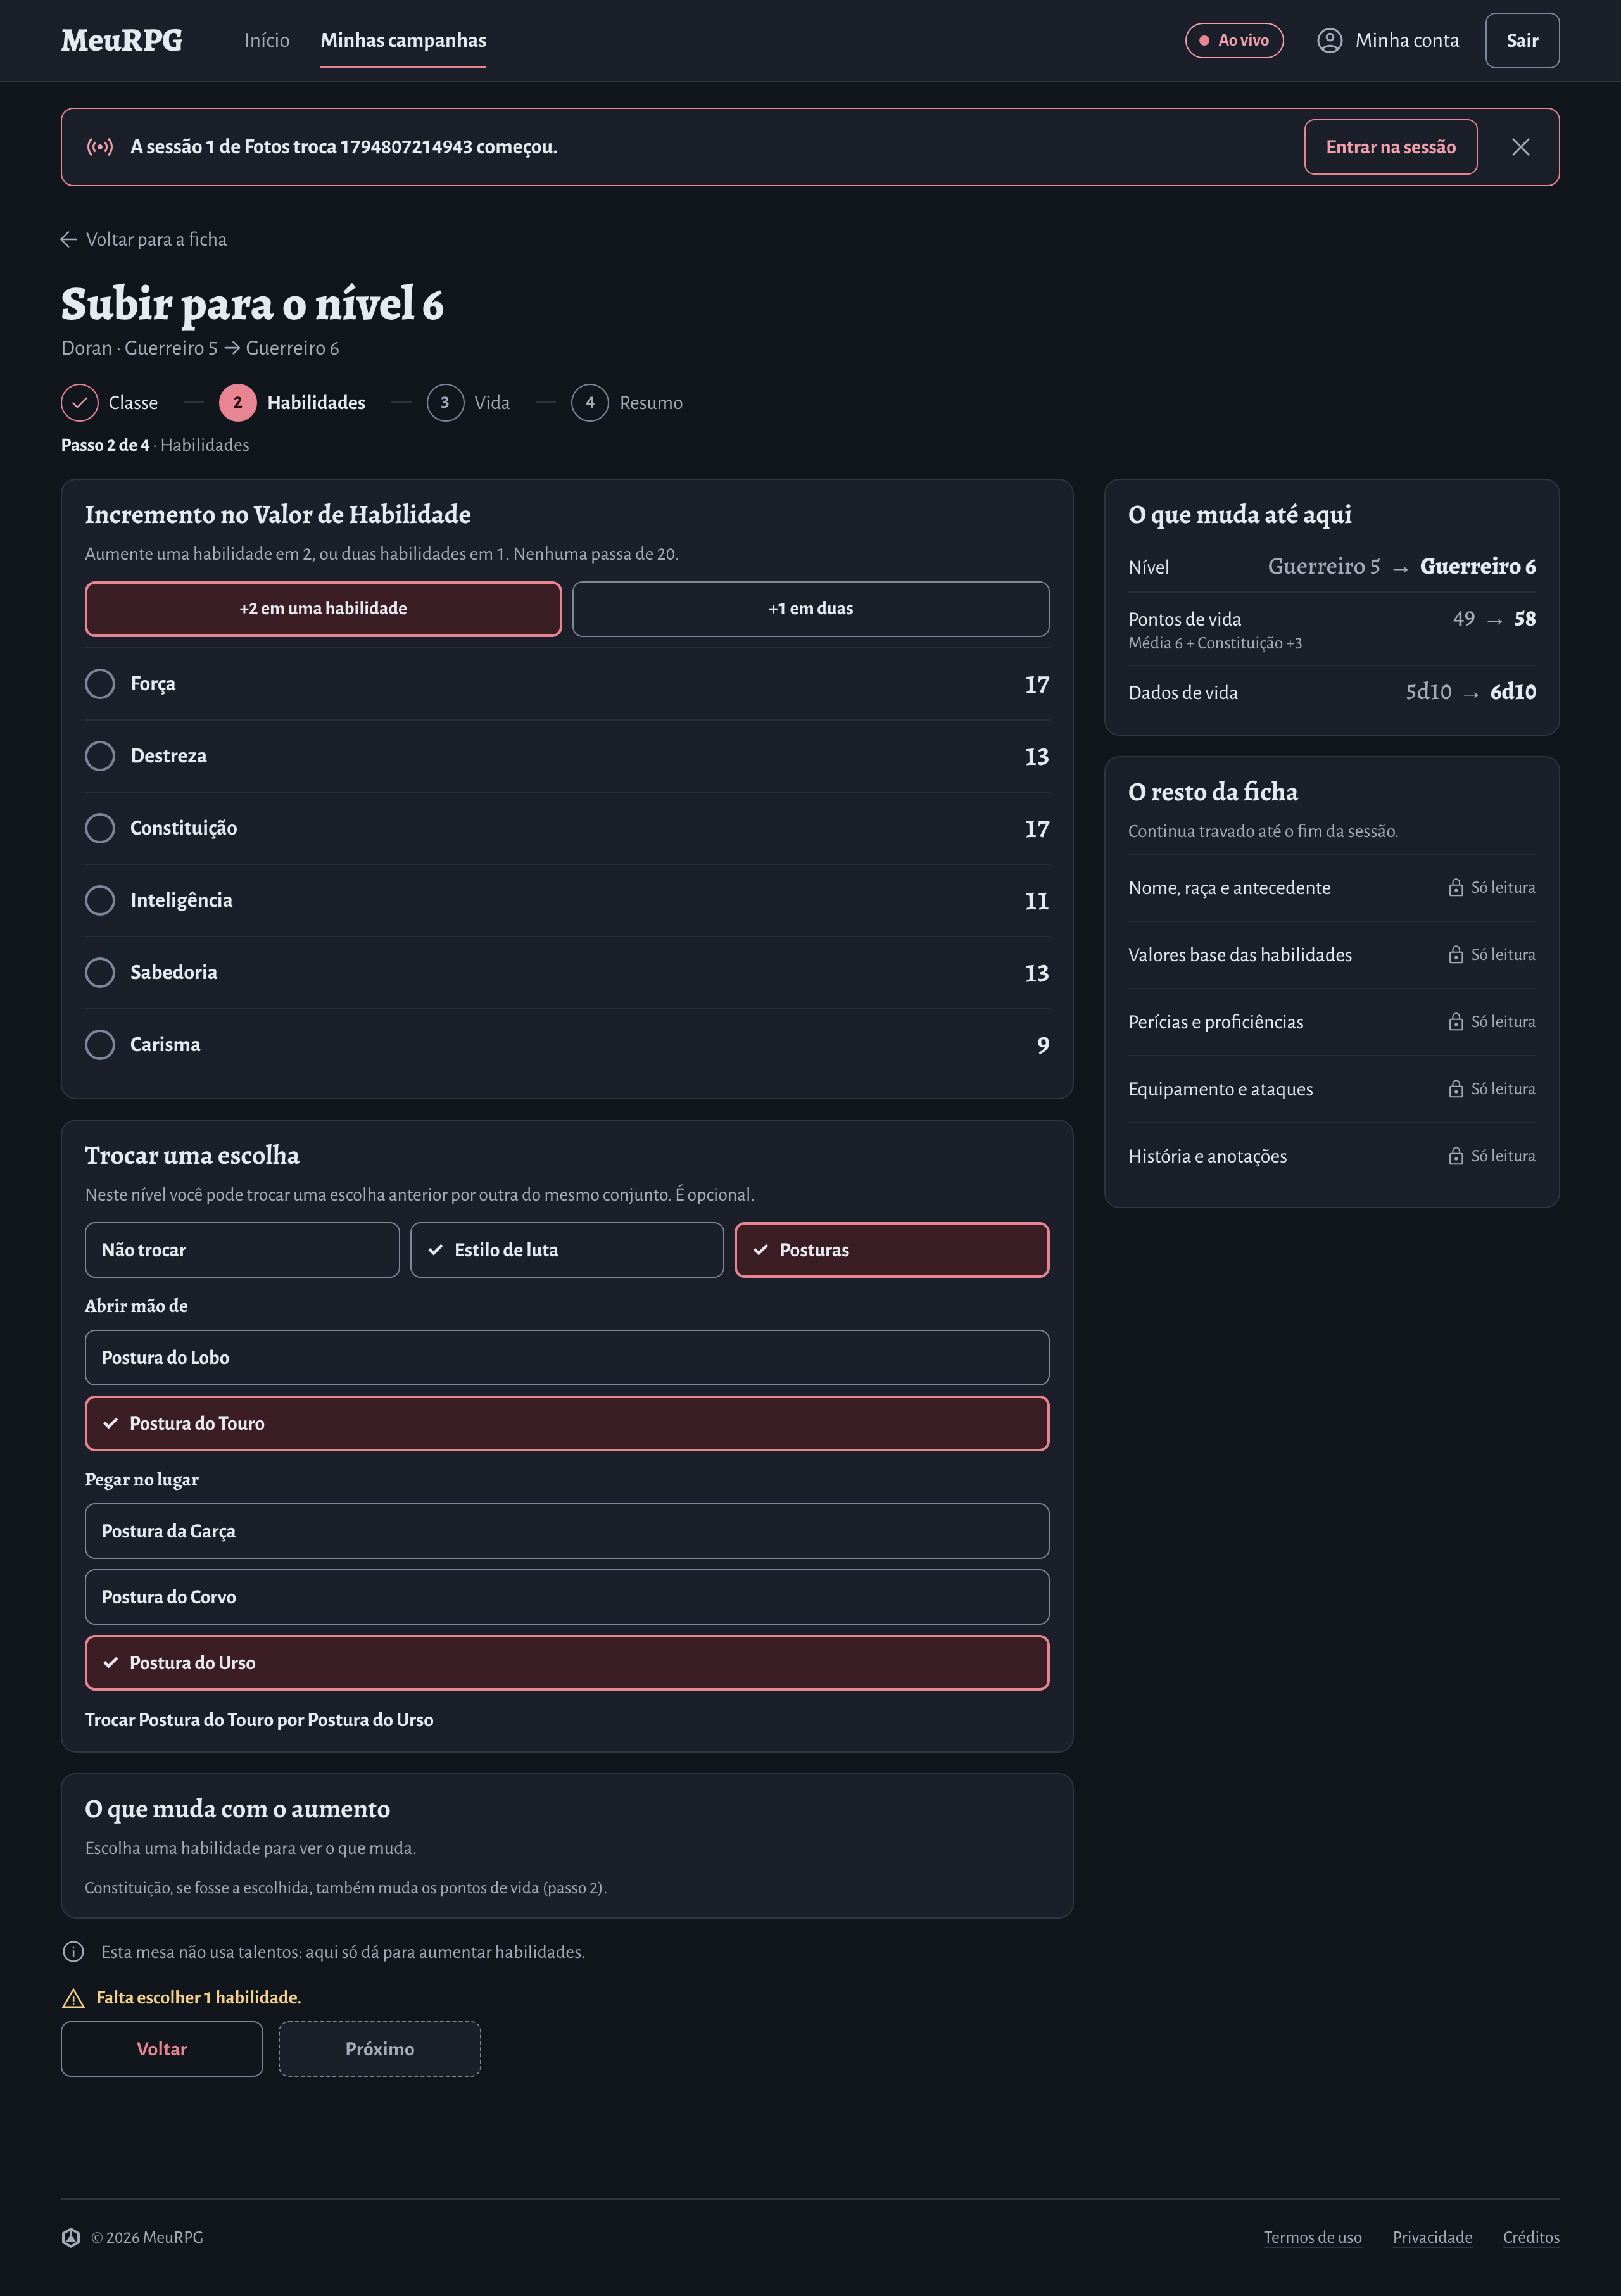 MeuRPG
Início
Minhas campanhas
Ao vivo
Minha conta
Sair
A sessão 1 de Fotos troca 1794807214943 começou.
Entrar na sessão
Voltar para a ficha
Subir para o nível 6
Doran · Guerreiro 5 → Guerreiro 6
Classe
2 Habilidades
3 Vida
4 Resumo
Passo 2 de 4 · Habilidades
Incremento no Valor de Habilidade
Aumente uma habilidade em 2, ou duas habilidades em 1. Nenhuma passa de 20.
+2 em uma habilidade
+1 em duas
Força 17
Destreza 13
Constituição 17
Inteligência 11
Sabedoria 13
Carisma 9
Trocar uma escolha
Neste nível você pode trocar uma escolha anterior por outra do mesmo conjunto. É opcional.
Não trocar
Estilo de luta
Posturas
Abrir mão de
Postura do Lobo
Postura do Touro
Pegar no lugar
Postura da Garça
Postura do Corvo
Postura do Urso
Trocar Postura do Touro por Postura do Urso
O que muda com o aumento
Escolha uma habilidade para ver o que muda.
Constituição, se fosse a escolhida, também muda os pontos de vida (passo 2).
Esta mesa não usa talentos: aqui só dá para aumentar habilidades.
Falta escolher 1 habilidade.
Voltar
Próximo
O que muda até aqui
Nível Guerreiro 5 → Guerreiro 6
Pontos de vida 49 → 58
Média 6 + Constituição +3
Dados de vida 5d10 → 6d10
O resto da ficha
Continua travado até o fim da sessão.
Nome, raça e antecedente Só leitura
Valores base das habilidades Só leitura
Perícias e proficiências Só leitura
Equipamento e ataques Só leitura
História e anotações Só leitura
© 2026 MeuRPG
Termos de uso
Privacidade
Créditos